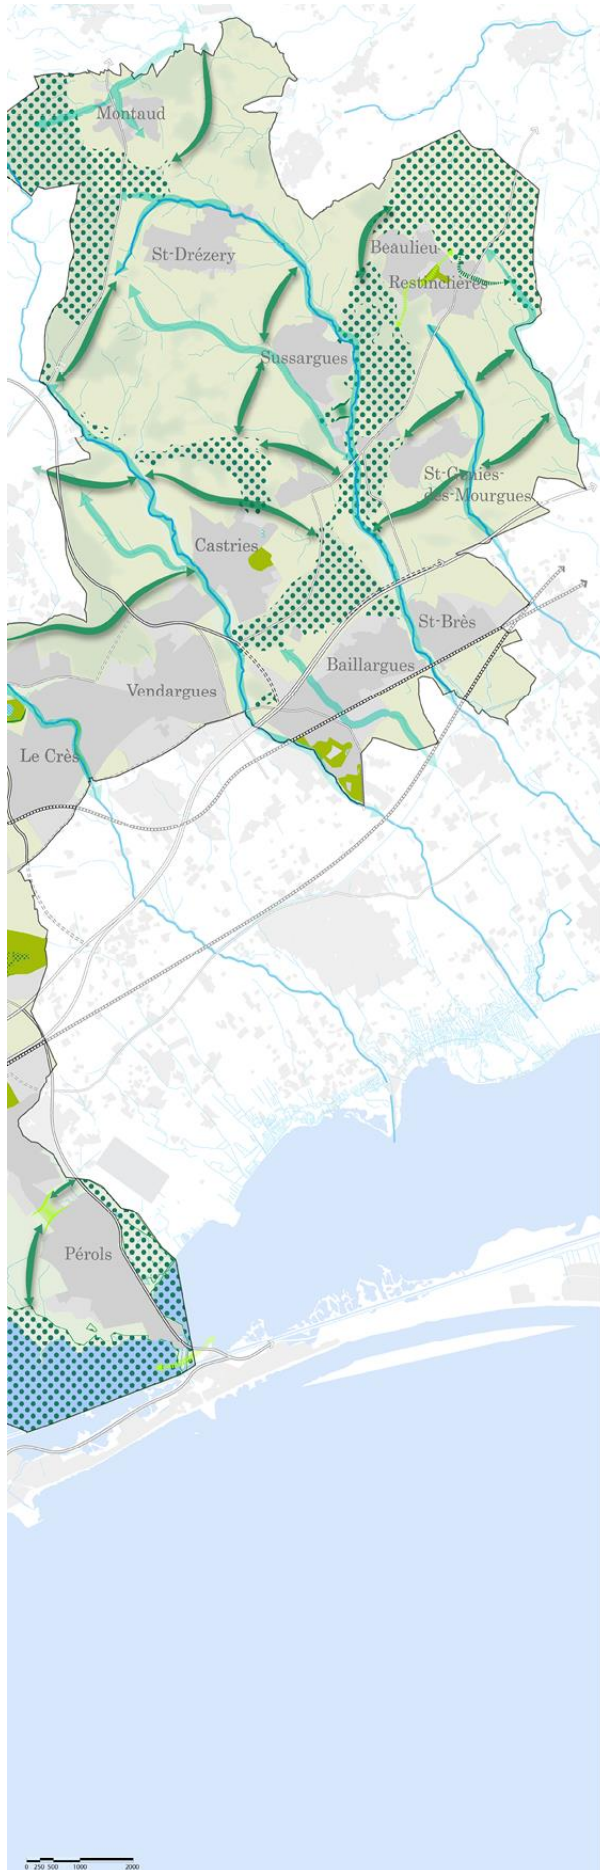 Montaud
St-Drézery
Beaulieu
Restinclières
Sussargues
St-Géniès-
des-Mourgues
Castries
St-Brès
Baillargues
Vendargues
Le Crès
Pérols
0 250 500 1000 2000